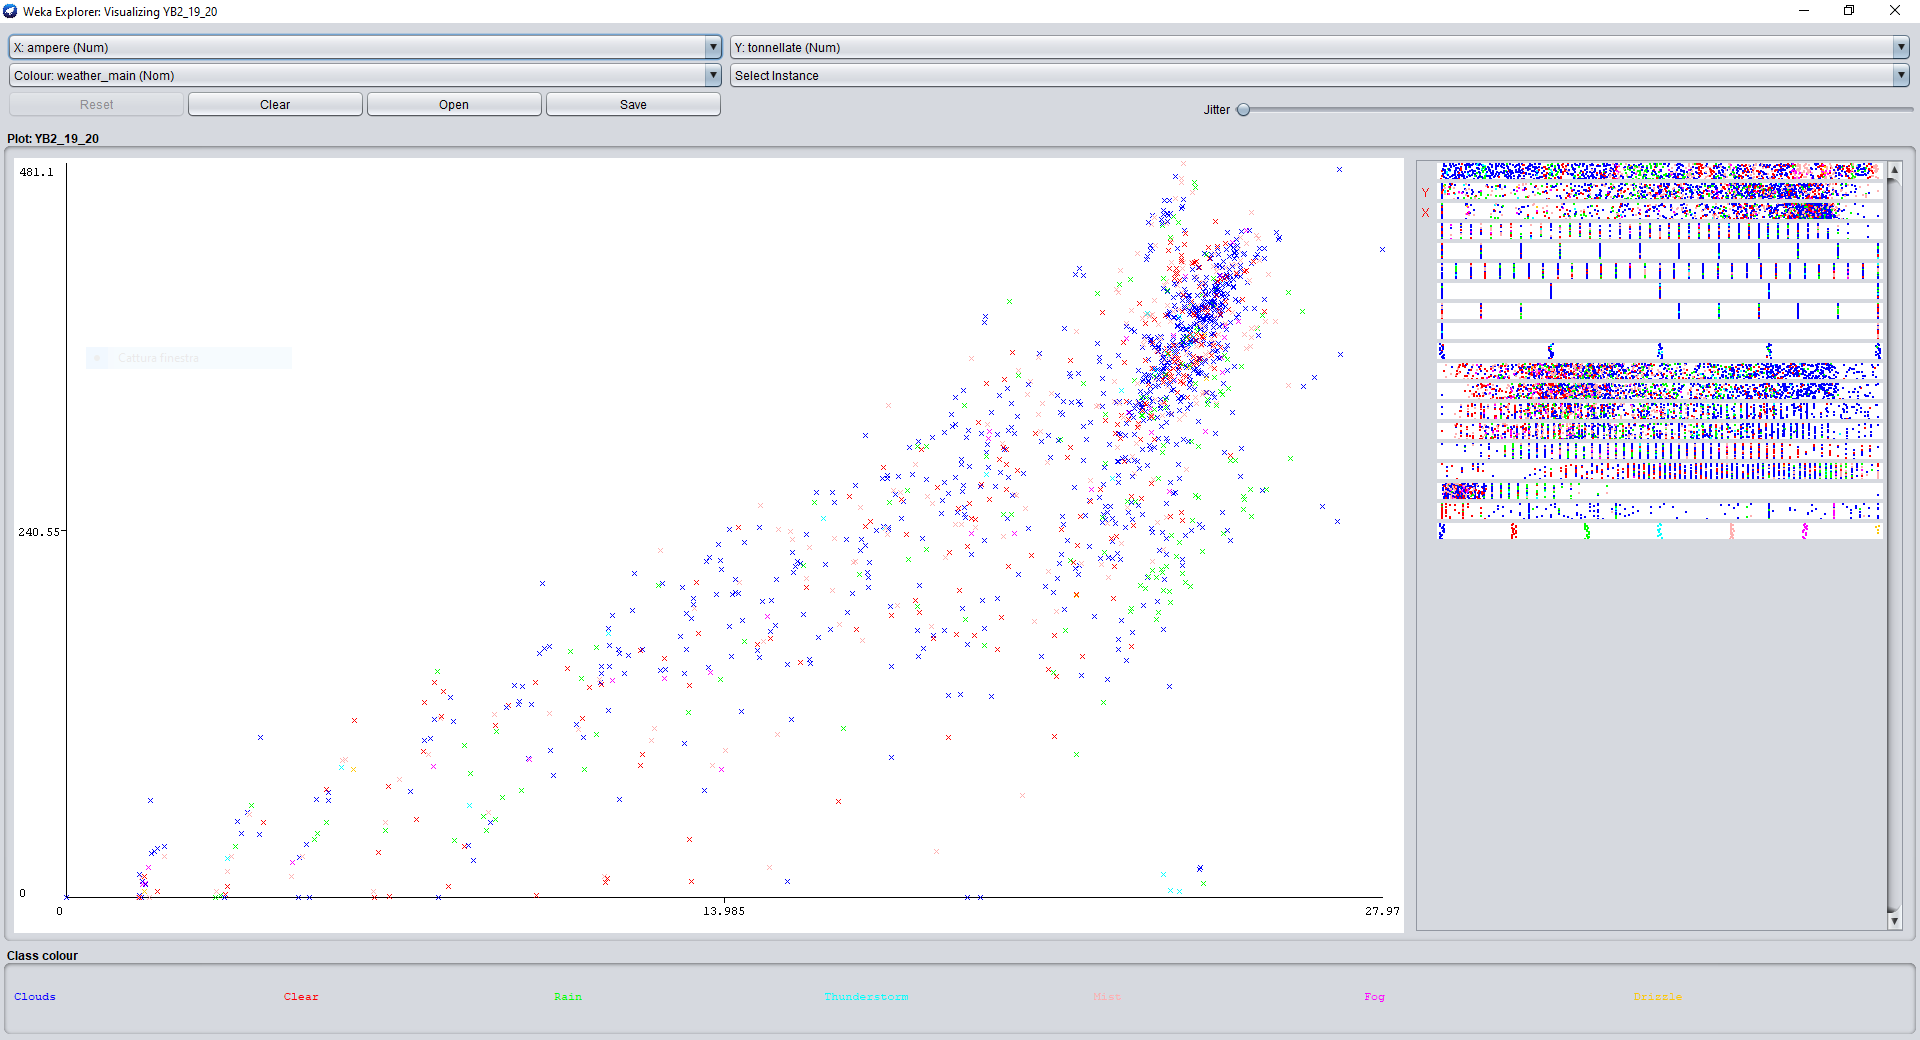 Weka Explorer: Visualizing YB2_19_20
X: ampere (Num)
Y: tonnellate (Num)
Colour: weather_main (Nom)
Select Instance
Reset
Clear
Open
Save
Jitter
Plot: YB2_19_20
481.1
Y
X
Cattura finestra
240.55
0
0
13.985
27.97
Class colour
Clouds
Clear
Rain
Thunderstorm
Mist
Fog
Drizzle